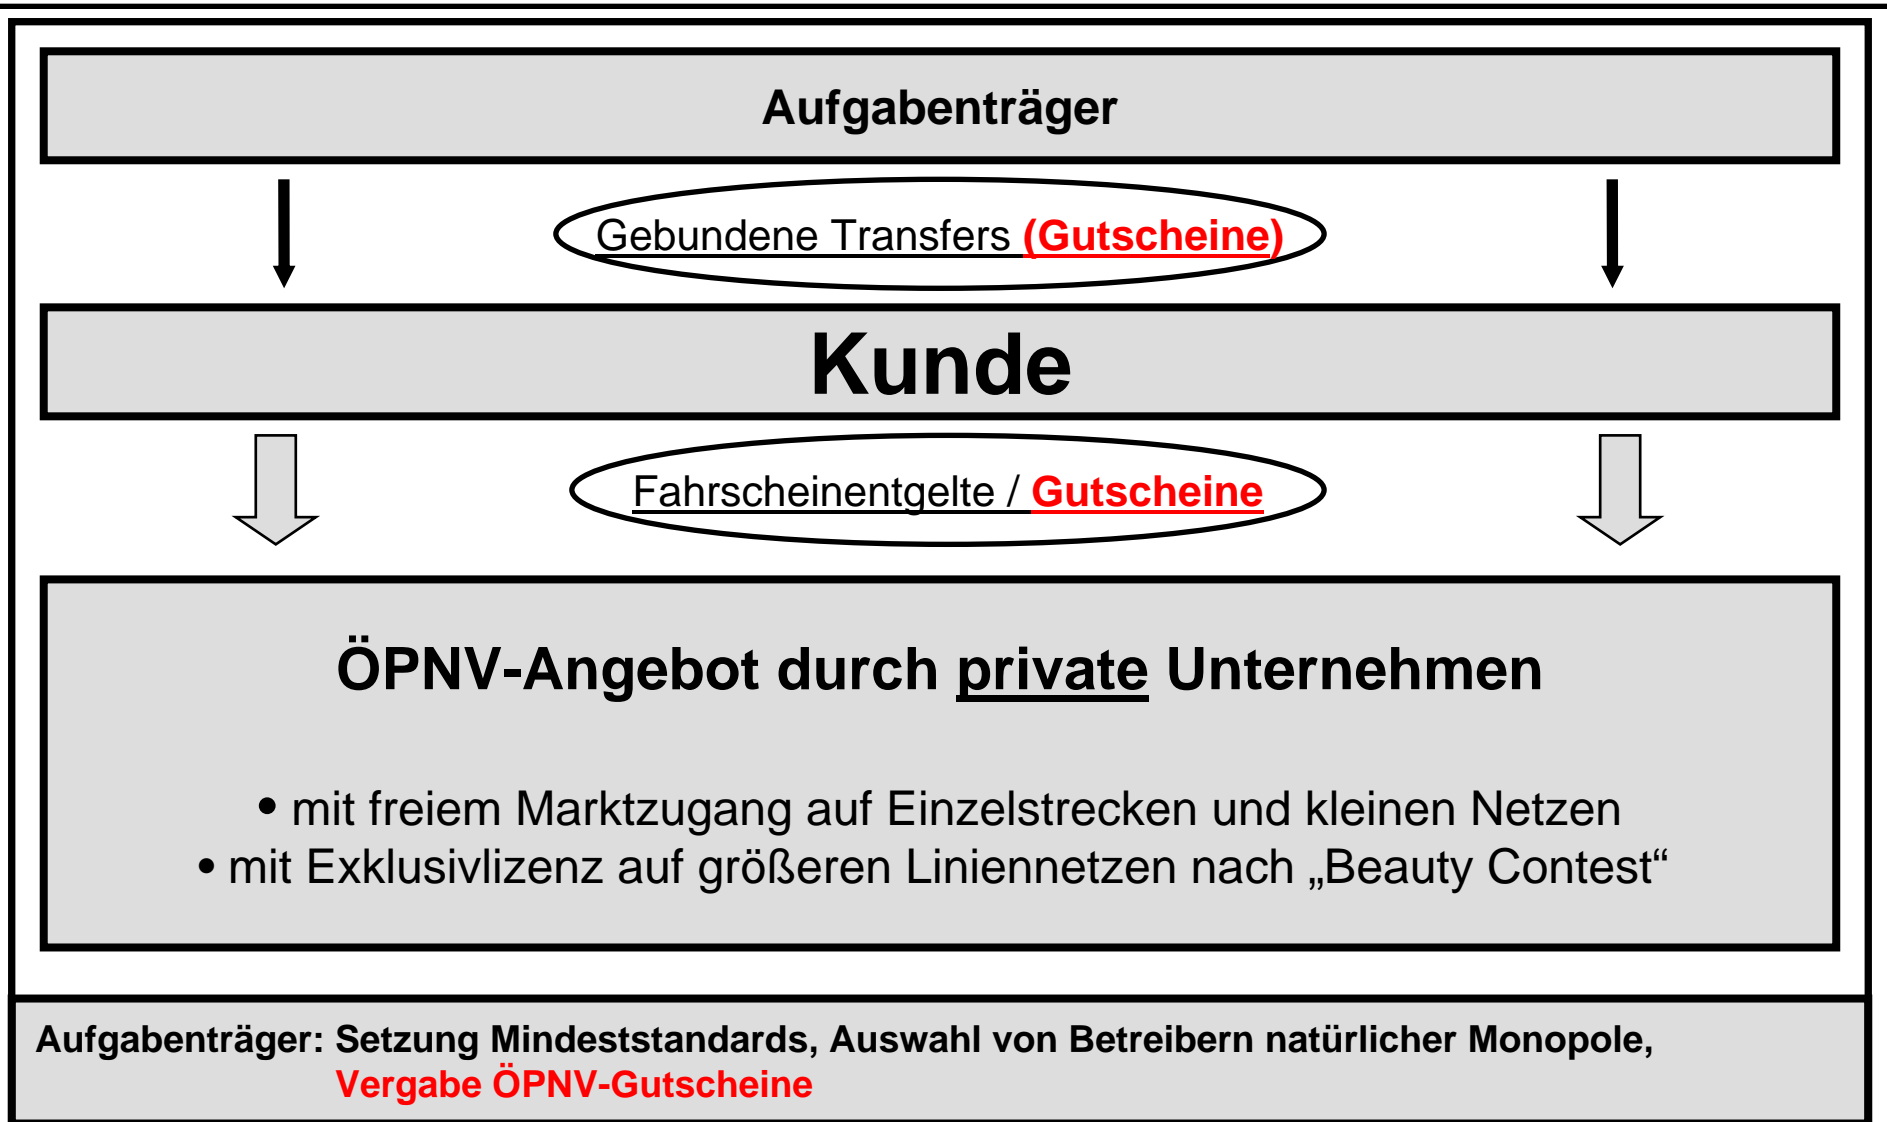 Aufgabenträger
Gebundene Transfers (Gutscheine)
Kunde
Fahrscheinentgelte / Gutscheine
ÖPNV-Angebot durch private Unternehmen
• mit freiem Marktzugang auf Einzelstrecken und kleinen Netzen
• mit Exklusivlizenz auf größeren Liniennetzen nach „Beauty Contest“
Aufgabenträger: Setzung Mindeststandards, Auswahl von Betreibern natürlicher Monopole,
Vergabe ÖPNV-Gutscheine